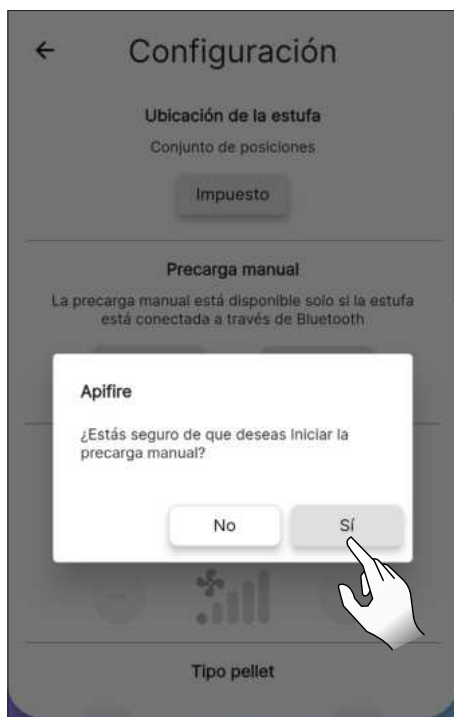 Configuración
Ubicación de la estufa
Conjunto de posiciones
Impuesto
Precarga manual
La precarga manual está disponible solo si la estufa
está conectada a través de Bluetooth
Apifire
¿Estás seguro de que deseas Iniciar la
precarga manual?
No
Sí
Tipo pellet